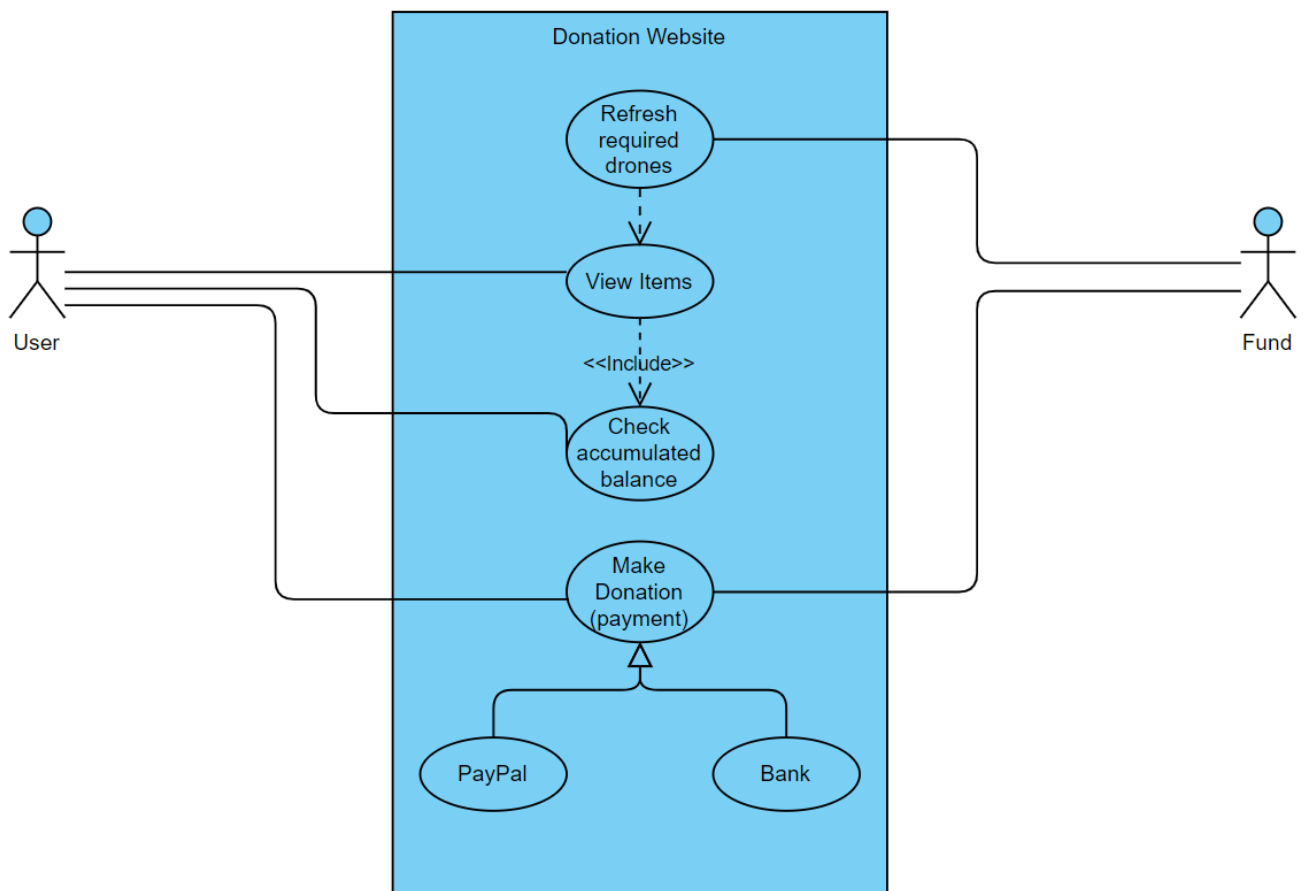 Donation Website
Refresh
required
drones
View Items
User
Fund
<<Include>>
Check
accumulated
balance
Make
Donation
(payment)
PayPal
Bank